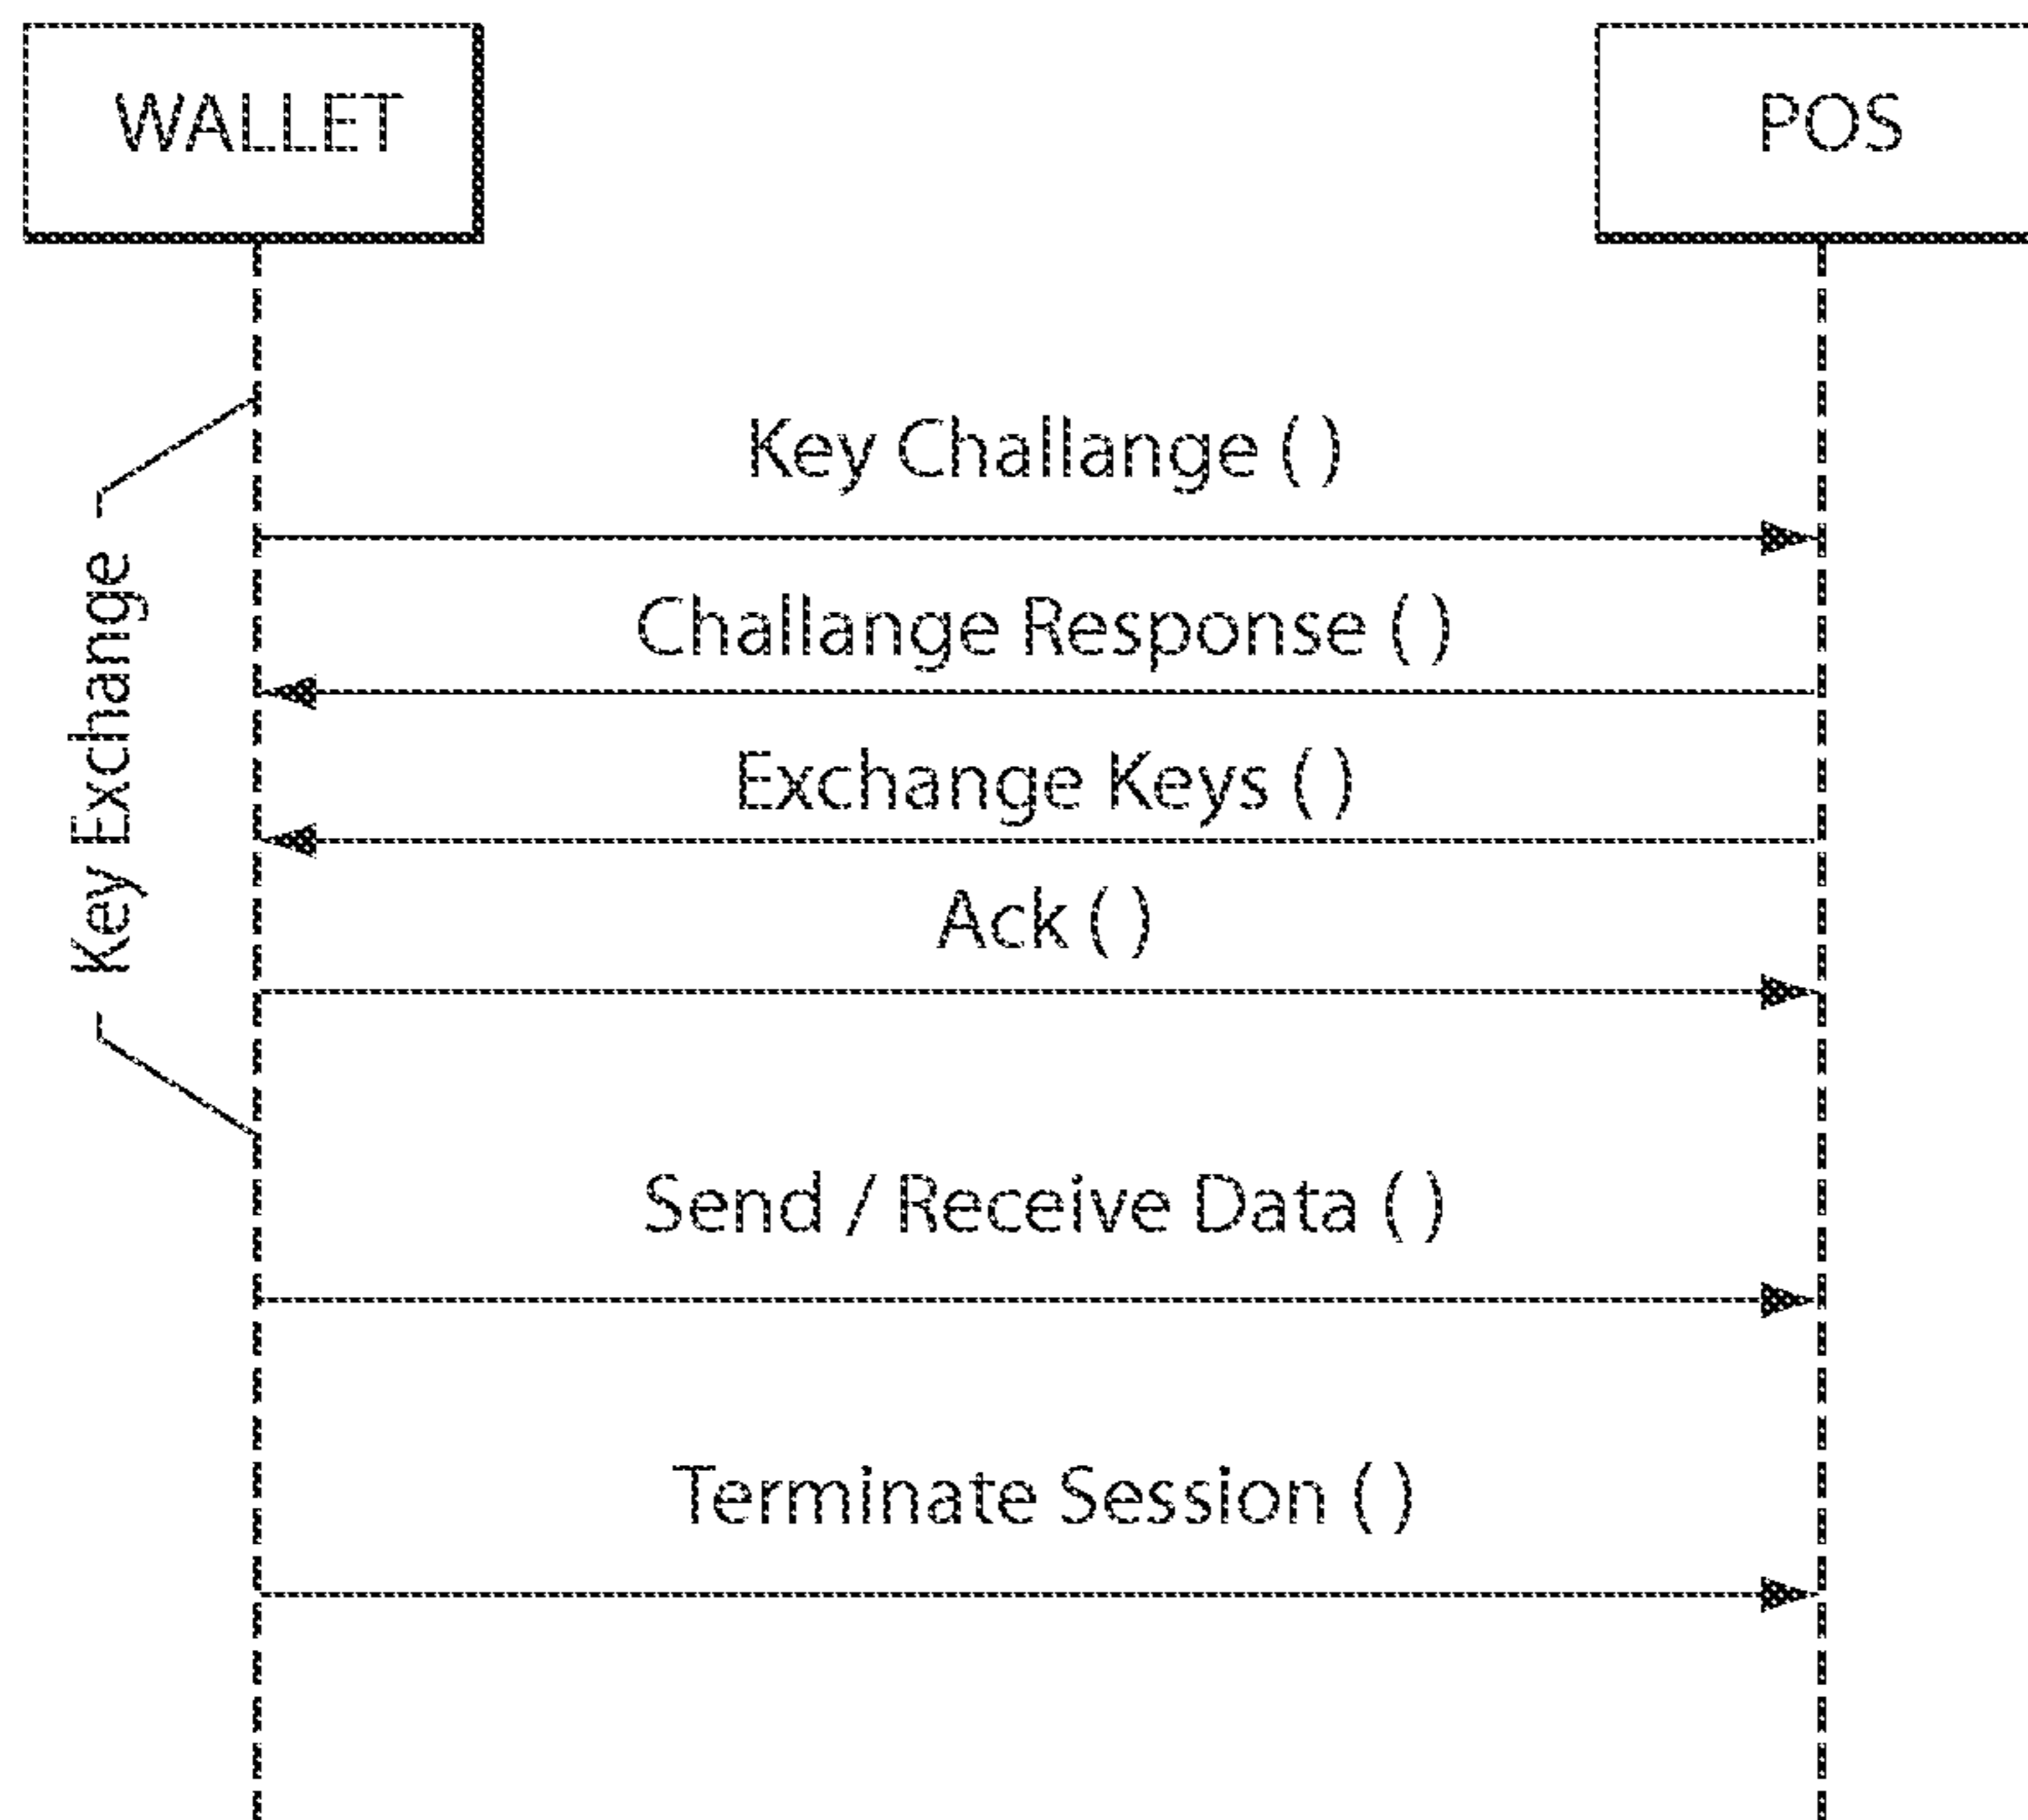 WALLET
POS
Key Challange ( )
Challange Response ( )
Exchange Keys ( )
Ack ( )
Key Exchange
Send / Receive Data ( )
Terminate Session ( )